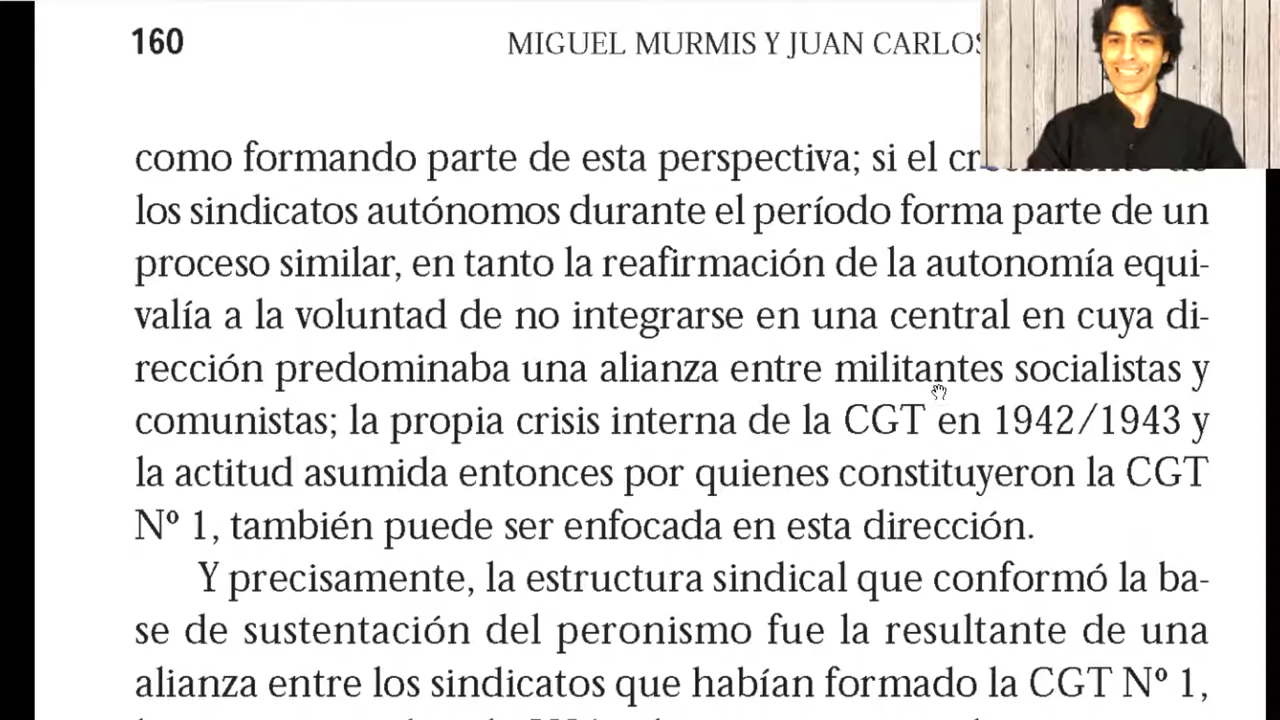 160
MIGUEL MURMIS Y JUAN CARLOS
como formando parte de esta perspectiva; si el
los sindicatos autónomos durante el período forma parte de un
proceso similar, en tanto la reafirmación de la autonomía equi-
valía a la voluntad de no integrarse en una central en cuya di-
rección predominaba una alianza entre militantes socialistas y
comunistas; la propia crisis interna de la CGT en 1942/1943 y
la actitud asumida entonces por quienes constituyeron la CGT
Nº 1, también puede ser enfocada en esta dirección.
Y precisamente, la estructura sindical que conformó la ba-
se de sustentación del peronismo fue la resultante de una
alianza entre los sindicatos que habían formado la CGT Nº 1,